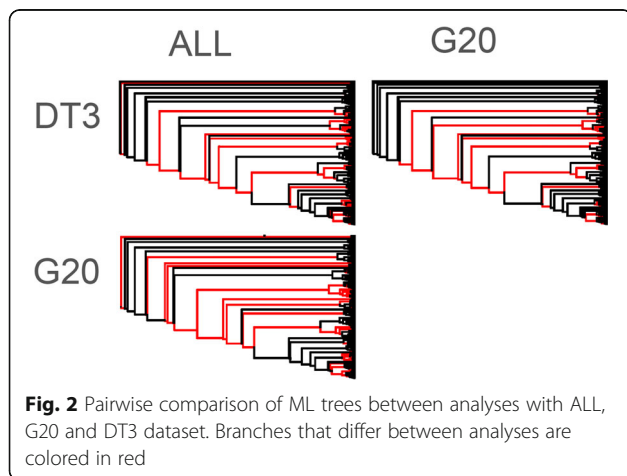 ALL
G20
DT3
G20
Fig. 2 Pairwise comparison of ML trees between analyses with ALL,
G20 and DT3 dataset. Branches that differ between analyses are
colored in red